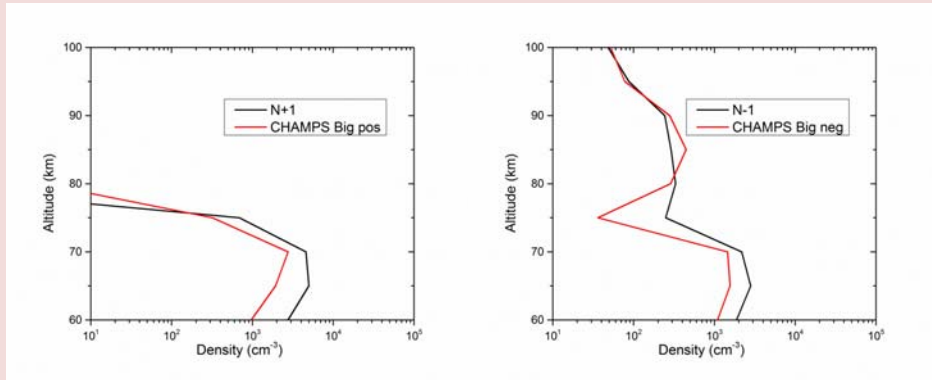 100
90
80
70
60
Altitude (km)
N+1
CHAMPS Big pos
10¹ 10² 10³ 10⁴ 10⁵
Density (cm⁻³)
100
90
80
70
60
Altitude (km)
N-1
CHAMPS Big neg
10¹ 10² 10³ 10⁴ 10⁵
Density (cm⁻³)